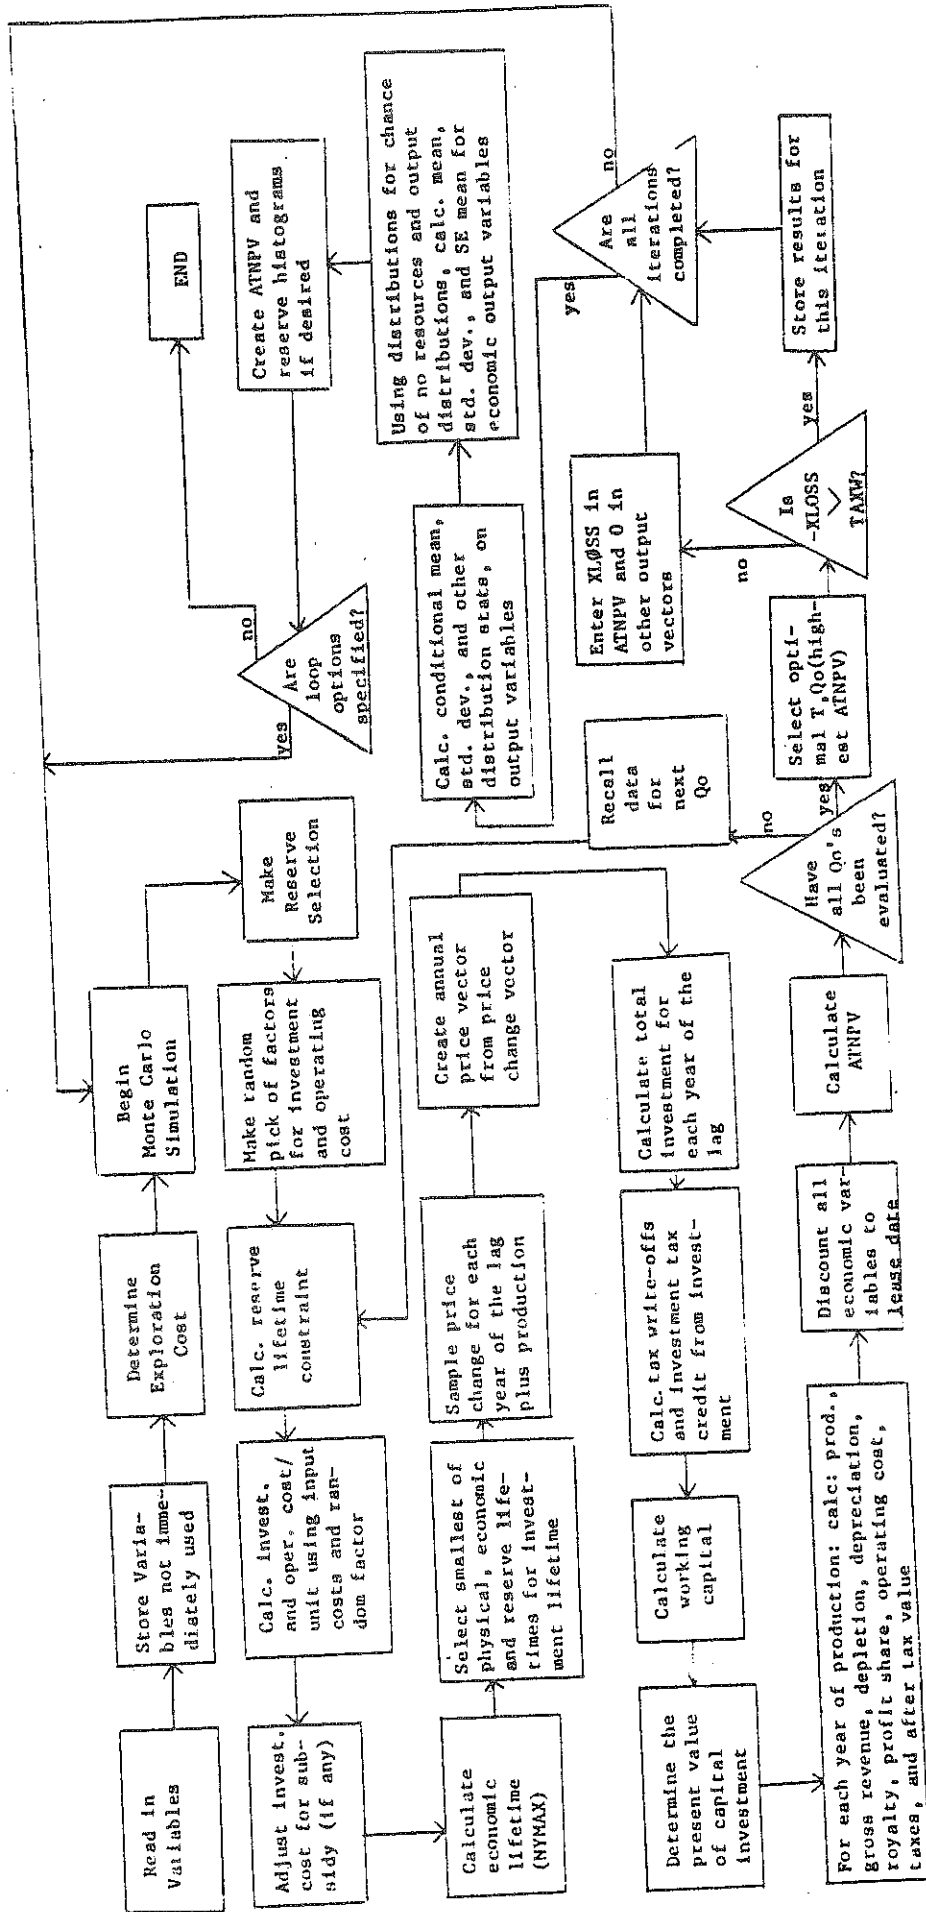 Read in
Variables
Store Varia-
bles not imme-
diately used
Determine
Exploration
Cost
Begin
Monte Carlo
Simulation
Make
Reserve
Selection
Make random
pick of factors
for investment
and operating
cost
Calc. reserve
lifetime
constraint
Calc. invest.
and oper. cost/
unit using input
costs and ran-
dom factor
Adjust invest.
cost for sub-
sidy (if any)
Calculate
economic
lifetime
(NYMAX)
Select smallest of
physical, economic
and reserve life-
times for invest-
ment lifetime
Sample price
change for each
year of the lag
plus production
Create annual
price vector
from price
change vector
Calculate total
investment for
each year of the
lag
Calc. tax write-offs
and investment tax
credit from invest-
ment
Calculate
working
capital
Determine the
present value
of capital
investment
For each year of production: calc: prod.,
gross revenue, depletion, depreciation,
royalty, profit share, operating cost,
taxes, and after tax value
Discount all
economic var-
iables to
lease date
Calculate
ATNPV
Have
all Qo's
been
evaluated?
no
yes
Recall
data
for
next
Qo
Select opti-
mal T,Qo(high-
est ATNPV)
Is
-XLOSS
>
TAXW?
no
yes
Enter XLØSS in
ATNPV and 0 in
other output
vectors
Store results for
this iteration
Are
all
iterations
completed?
yes
no
Calc. conditional mean,
std. dev., and other
distribution stats, on
output variables
Using distributions for chance
of no resources and output
distributions, calc. mean,
std. dev., and SE mean for
economic output variables
Create ATNPV and
reserve histograms
if desired
Are
loop
options
specified?
yes
no
END